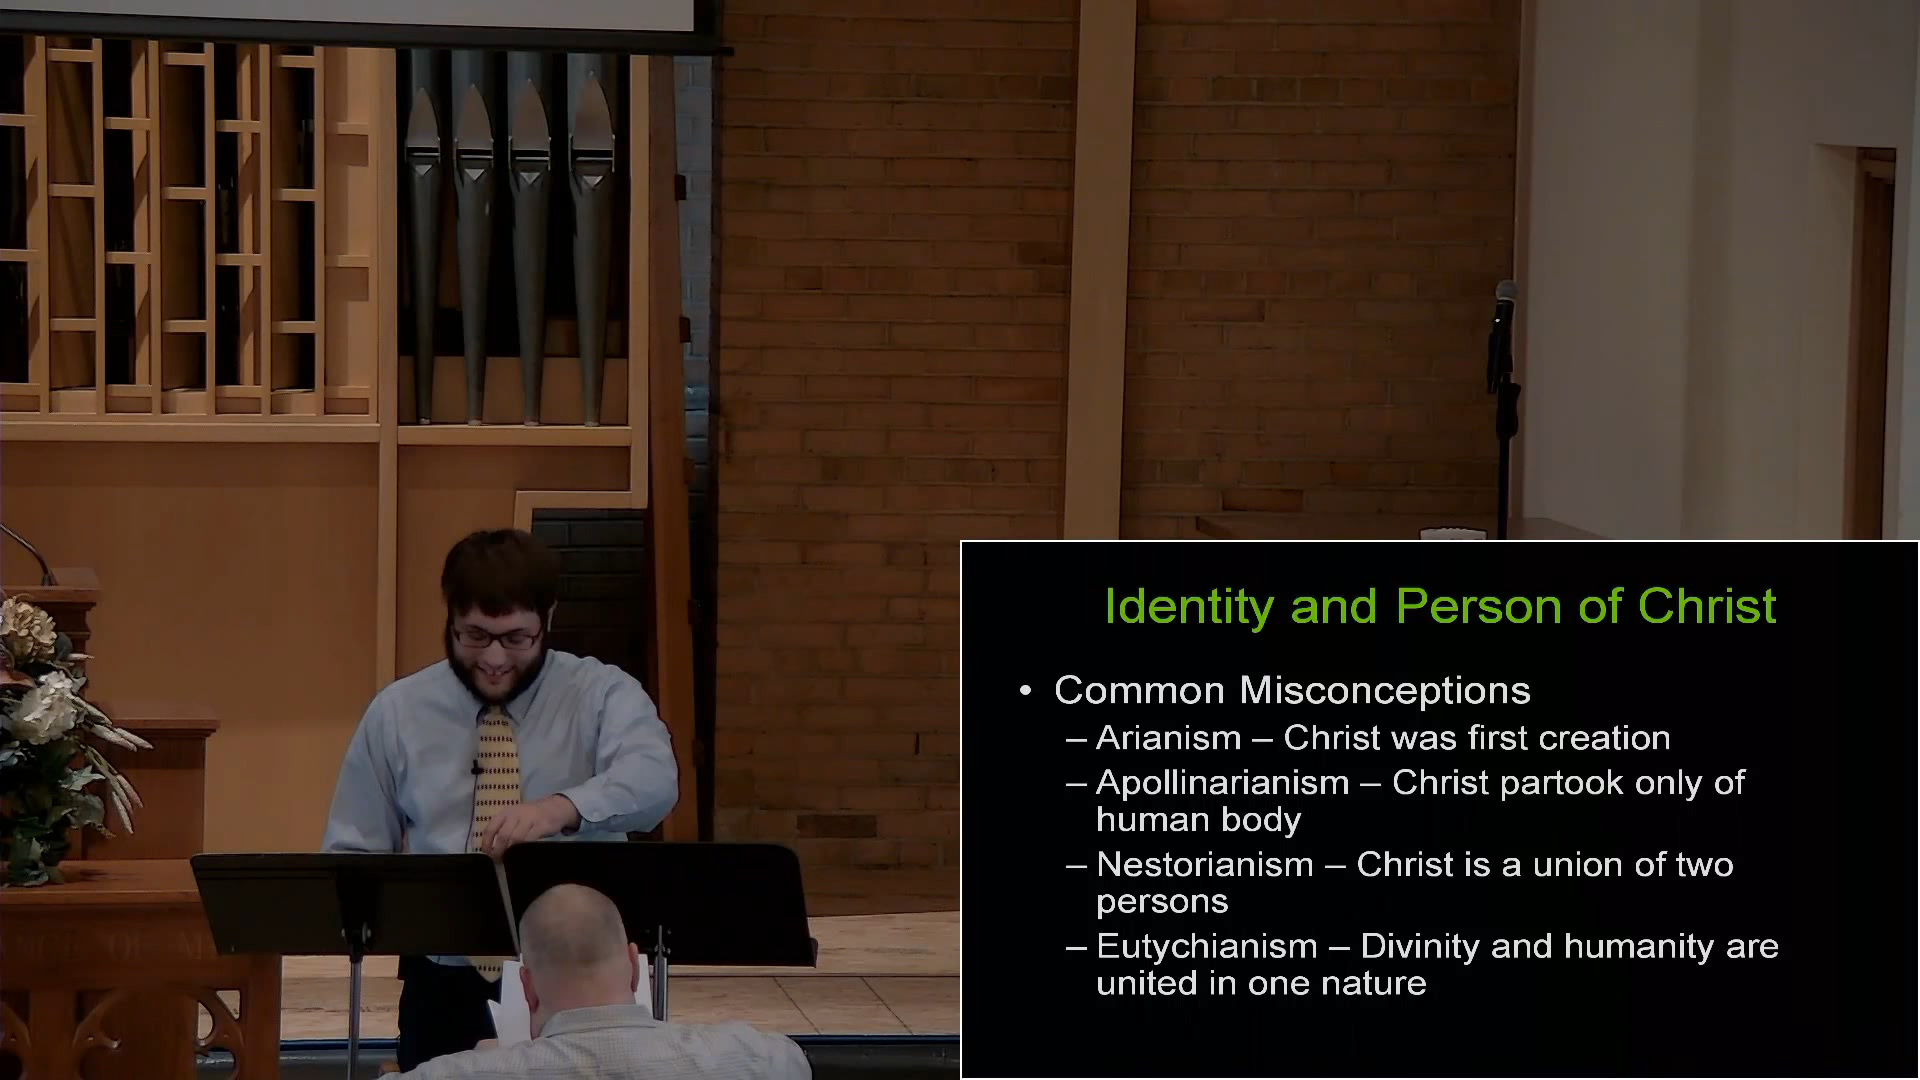 Identity and Person of Christ
• Common Misconceptions
– Arianism – Christ was first creation
– Apollinarianism – Christ partook only of
human body
– Nestorianism – Christ is a union of two
persons
– Eutychianism – Divinity and humanity are
united in one nature